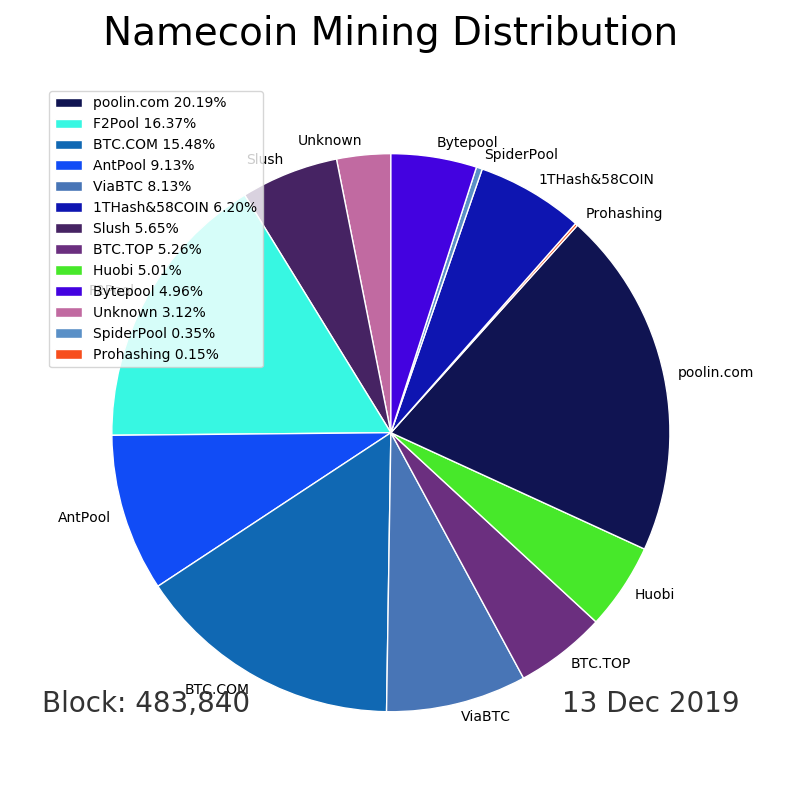 Namecoin Mining Distribution
poolin.com 20.19%
F2Pool 16.37%
BTC.COM 15.48%
AntPool 9.13%
ViaBTC 8.13%
1THash&58COIN 6.20%
Slush 5.65%
BTC.TOP 5.26%
Huobi 5.01%
Bytepool 4.96%
Unknown 3.12%
SpiderPool 0.35%
Prohashing 0.15%
Bytepool
Unknown
SpiderPool
Slush
1THash&58COIN
Prohashing
poolin.com
AntPool
Huobi
BTC.TOP
BTC.COM
ViaBTC
Block: 483,840
13 Dec 2019